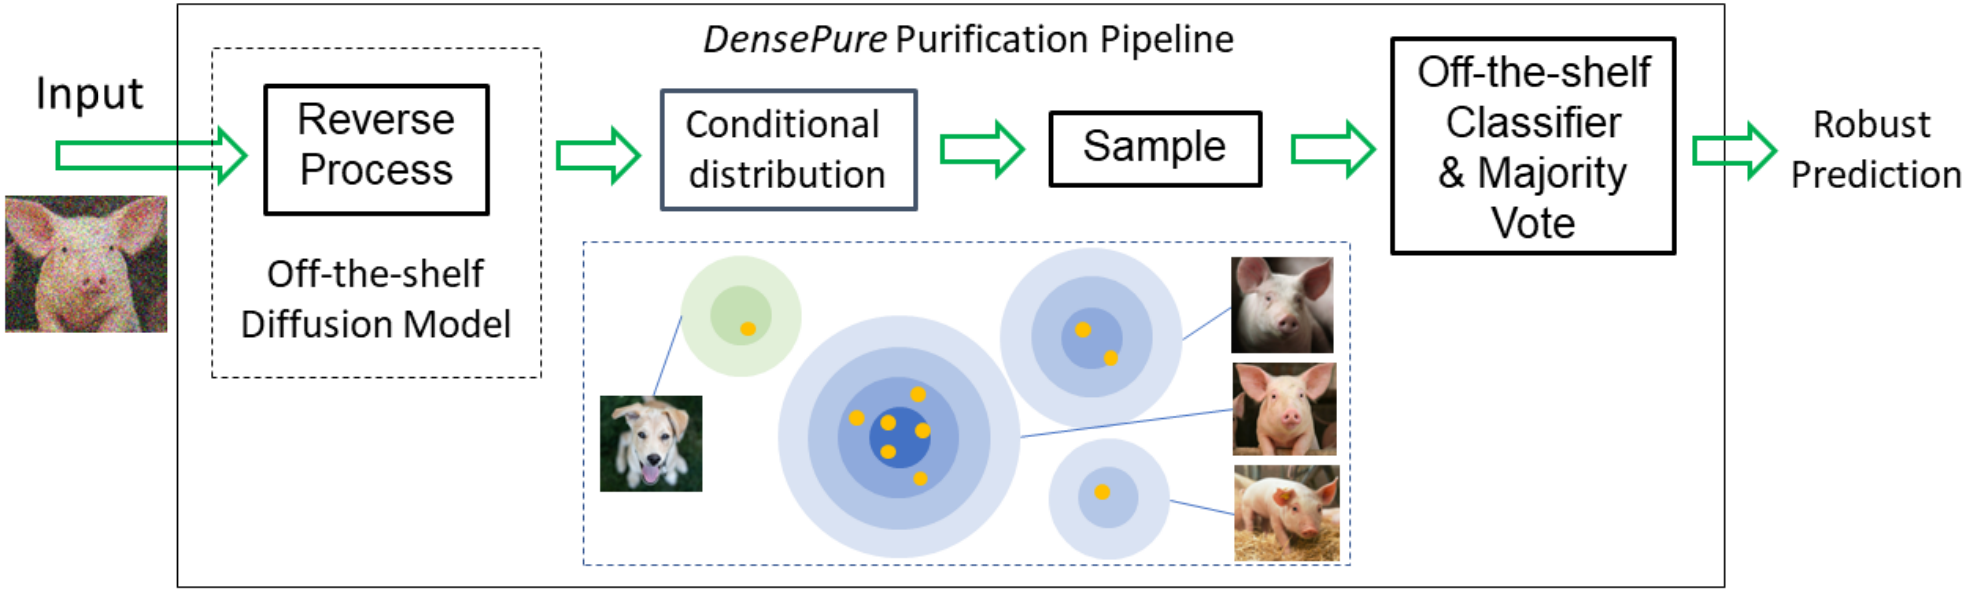 DensePure Purification Pipeline
Input
Reverse
Process
Off-the-shelf
Diffusion Model
Conditional
distribution
Sample
Off-the-shelf
Classifier
& Majority
Vote
Robust
Prediction